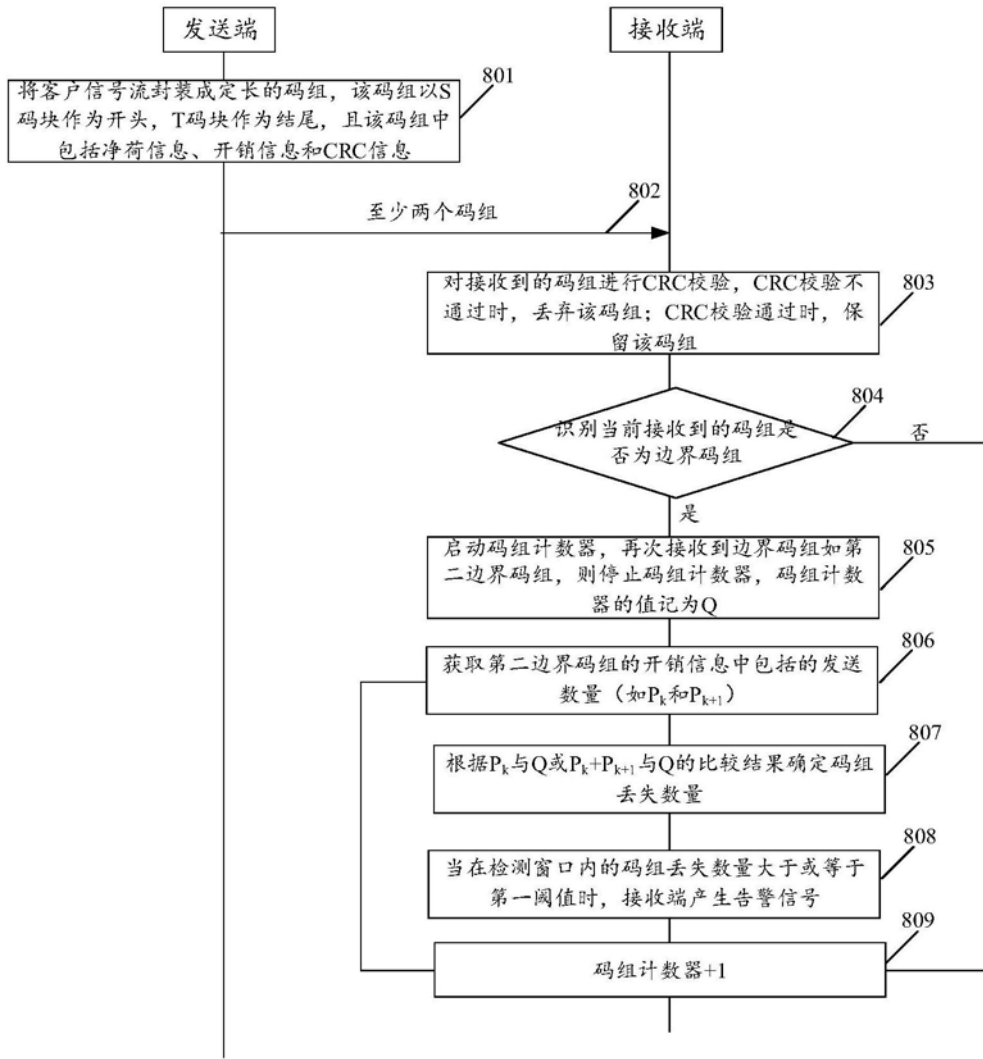 发送端
接收端
801
将客户信号流封装成定长的码组，该码组以S
码块作为开头，T码块作为结尾，且该码组中
包括净荷信息、开销信息和CRC信息
802
至少两个码组
803
对接收到的码组进行CRC校验，CRC校验不
通过时，丢弃该码组；CRC校验通过时，保
留该码组
804
识别当前接收到的码组是
否为边界码组
否
是
805
启动码组计数器，再次接收到边界码组如第
二边界码组，则停止码组计数器，码组计数
器的值记为Q
806
获取第二边界码组的开销信息中包括的发送
数量（如Pk和Pk+1）
807
根据Pk与Q或Pk+Pk+1与Q的比较结果确定码组
丢失数量
808
当在检测窗口内的码组丢失数量大于或等于
第一阈值时，接收端产生告警信号
809
码组计数器+1